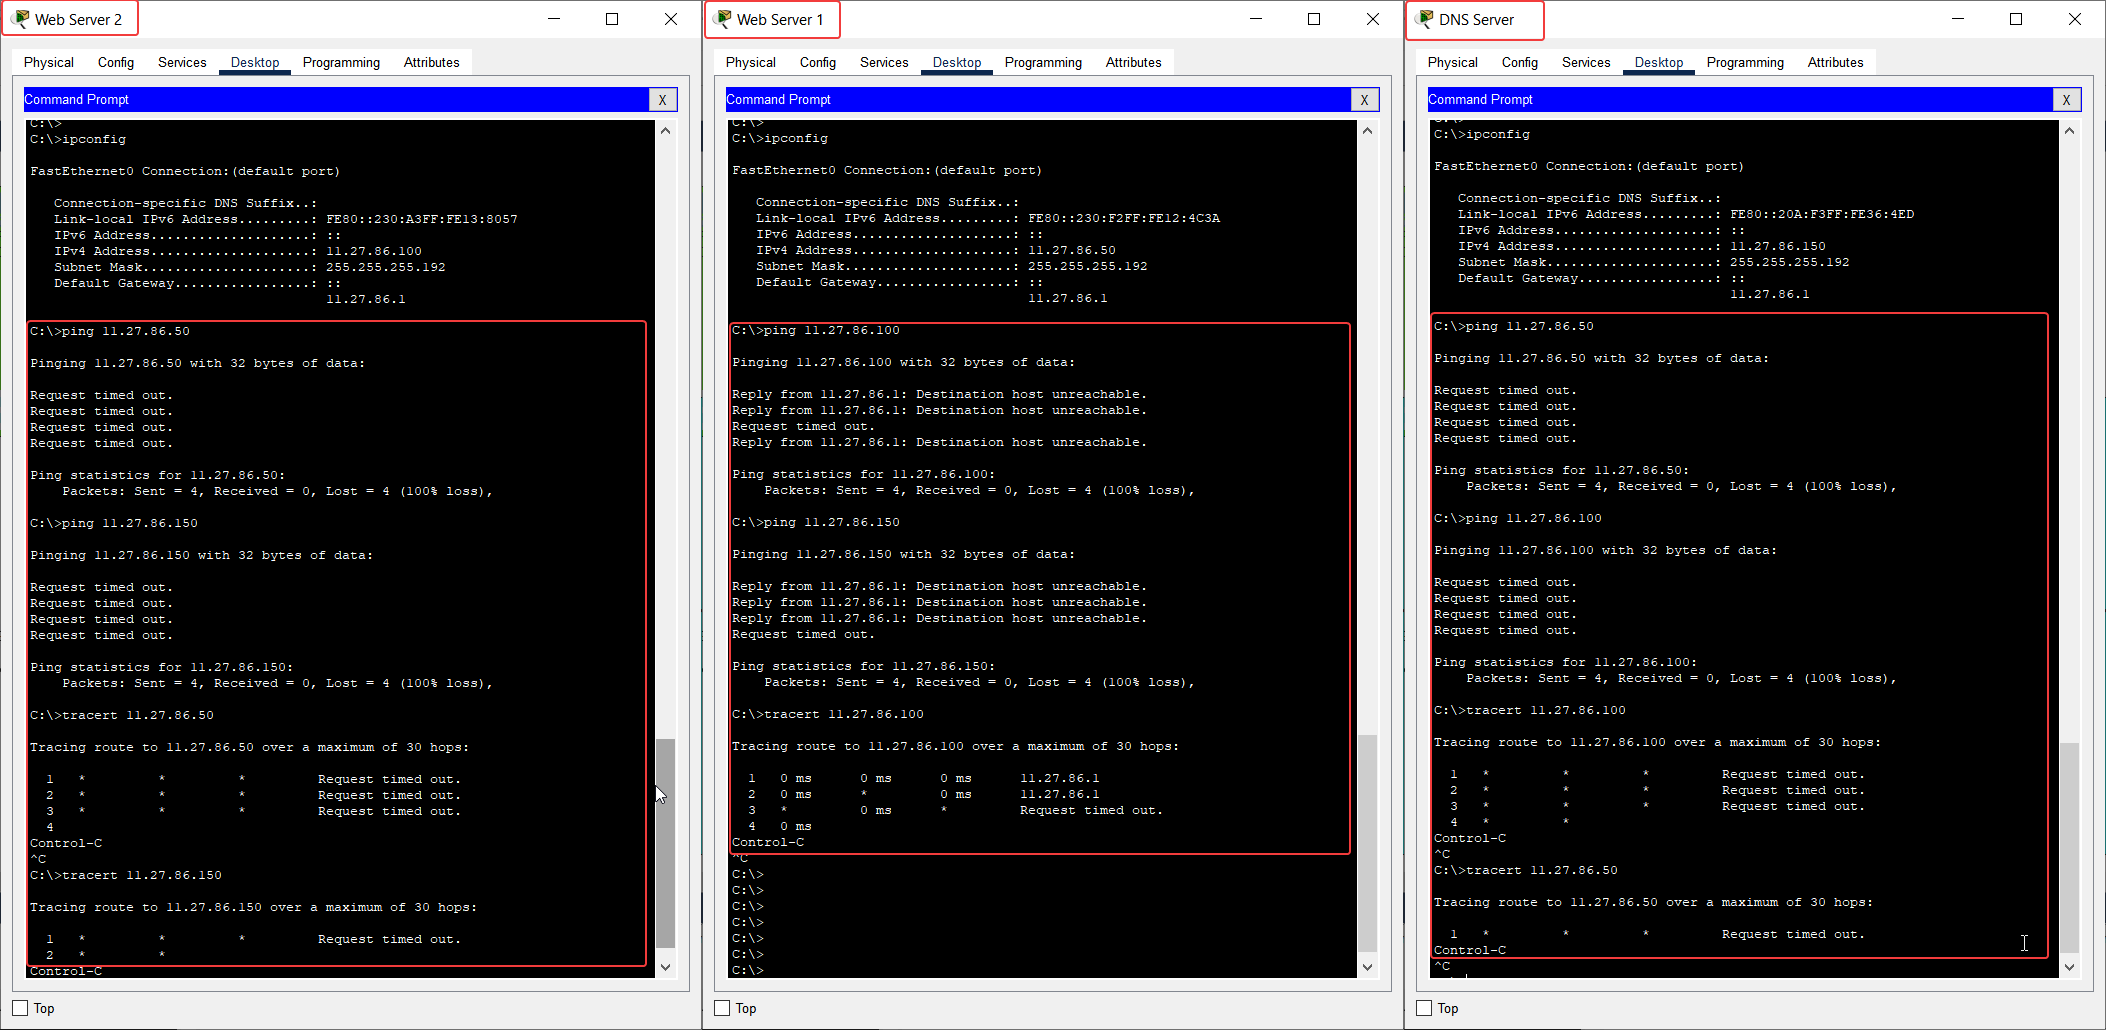 Web Server 2
Physical Config Services Desktop Programming Attributes
Command Prompt X
C:\>
C:\>ipconfig
FastEthernet0 Connection:(default port)
Connection-specific DNS Suffix..:
Link-local IPv6 Address.........: FE80::230:A3FF:FE13:8057
IPv6 Address....................: ::
IPv4 Address....................: 11.27.86.100
Subnet Mask.....................: 255.255.255.192
Default Gateway.................: ::
11.27.86.1
C:\>ping 11.27.86.50
Pinging 11.27.86.50 with 32 bytes of data:
Request timed out.
Request timed out.
Request timed out.
Request timed out.
Ping statistics for 11.27.86.50:
Packets: Sent = 4, Received = 0, Lost = 4 (100% loss),
C:\>ping 11.27.86.150
Pinging 11.27.86.150 with 32 bytes of data:
Request timed out.
Request timed out.
Request timed out.
Request timed out.
Ping statistics for 11.27.86.150:
Packets: Sent = 4, Received = 0, Lost = 4 (100% loss),
C:\>tracert 11.27.86.50
Tracing route to 11.27.86.50 over a maximum of 30 hops:
1 * * * Request timed out.
2 * * * Request timed out.
3 * * * Request timed out.
4
Control-C
^C
C:\>tracert 11.27.86.150
Tracing route to 11.27.86.150 over a maximum of 30 hops:
1 * * * Request timed out.
2 * *
Control-C
Top
Web Server 1
Physical Config Services Desktop Programming Attributes
Command Prompt X
C:\>
C:\>ipconfig
FastEthernet0 Connection:(default port)
Connection-specific DNS Suffix..:
Link-local IPv6 Address.........: FE80::230:F2FF:FE12:4C3A
IPv6 Address....................: ::
IPv4 Address....................: 11.27.86.50
Subnet Mask.....................: 255.255.255.192
Default Gateway.................: ::
11.27.86.1
C:\>ping 11.27.86.100
Pinging 11.27.86.100 with 32 bytes of data:
Reply from 11.27.86.1: Destination host unreachable.
Reply from 11.27.86.1: Destination host unreachable.
Request timed out.
Reply from 11.27.86.1: Destination host unreachable.
Ping statistics for 11.27.86.100:
Packets: Sent = 4, Received = 0, Lost = 4 (100% loss),
C:\>ping 11.27.86.150
Pinging 11.27.86.150 with 32 bytes of data:
Reply from 11.27.86.1: Destination host unreachable.
Reply from 11.27.86.1: Destination host unreachable.
Reply from 11.27.86.1: Destination host unreachable.
Request timed out.
Ping statistics for 11.27.86.150:
Packets: Sent = 4, Received = 0, Lost = 4 (100% loss),
C:\>tracert 11.27.86.100
Tracing route to 11.27.86.100 over a maximum of 30 hops:
1 0 ms 0 ms 0 ms 11.27.86.1
2 0 ms * 0 ms 11.27.86.1
3 * 0 ms * Request timed out.
4 0 ms
Control-C
^C
C:\>
C:\>
C:\>
C:\>
C:\>
C:\>
C:\>
Top
DNS Server
Physical Config Services Desktop Programming Attributes
Command Prompt X
C:\>
C:\>ipconfig
FastEthernet0 Connection:(default port)
Connection-specific DNS Suffix..:
Link-local IPv6 Address.........: FE80::20A:F3FF:FE36:4ED
IPv6 Address....................: ::
IPv4 Address....................: 11.27.86.150
Subnet Mask.....................: 255.255.255.192
Default Gateway.................: ::
11.27.86.1
C:\>ping 11.27.86.50
Pinging 11.27.86.50 with 32 bytes of data:
Request timed out.
Request timed out.
Request timed out.
Request timed out.
Ping statistics for 11.27.86.50:
Packets: Sent = 4, Received = 0, Lost = 4 (100% loss),
C:\>ping 11.27.86.100
Pinging 11.27.86.100 with 32 bytes of data:
Request timed out.
Request timed out.
Request timed out.
Request timed out.
Ping statistics for 11.27.86.100:
Packets: Sent = 4, Received = 0, Lost = 4 (100% loss),
C:\>tracert 11.27.86.100
Tracing route to 11.27.86.100 over a maximum of 30 hops:
1 * * * Request timed out.
2 * * * Request timed out.
3 * * * Request timed out.
4 * *
Control-C
^C
C:\>tracert 11.27.86.50
Tracing route to 11.27.86.50 over a maximum of 30 hops:
1 * * * Request timed out.
Control-C
^C
Top